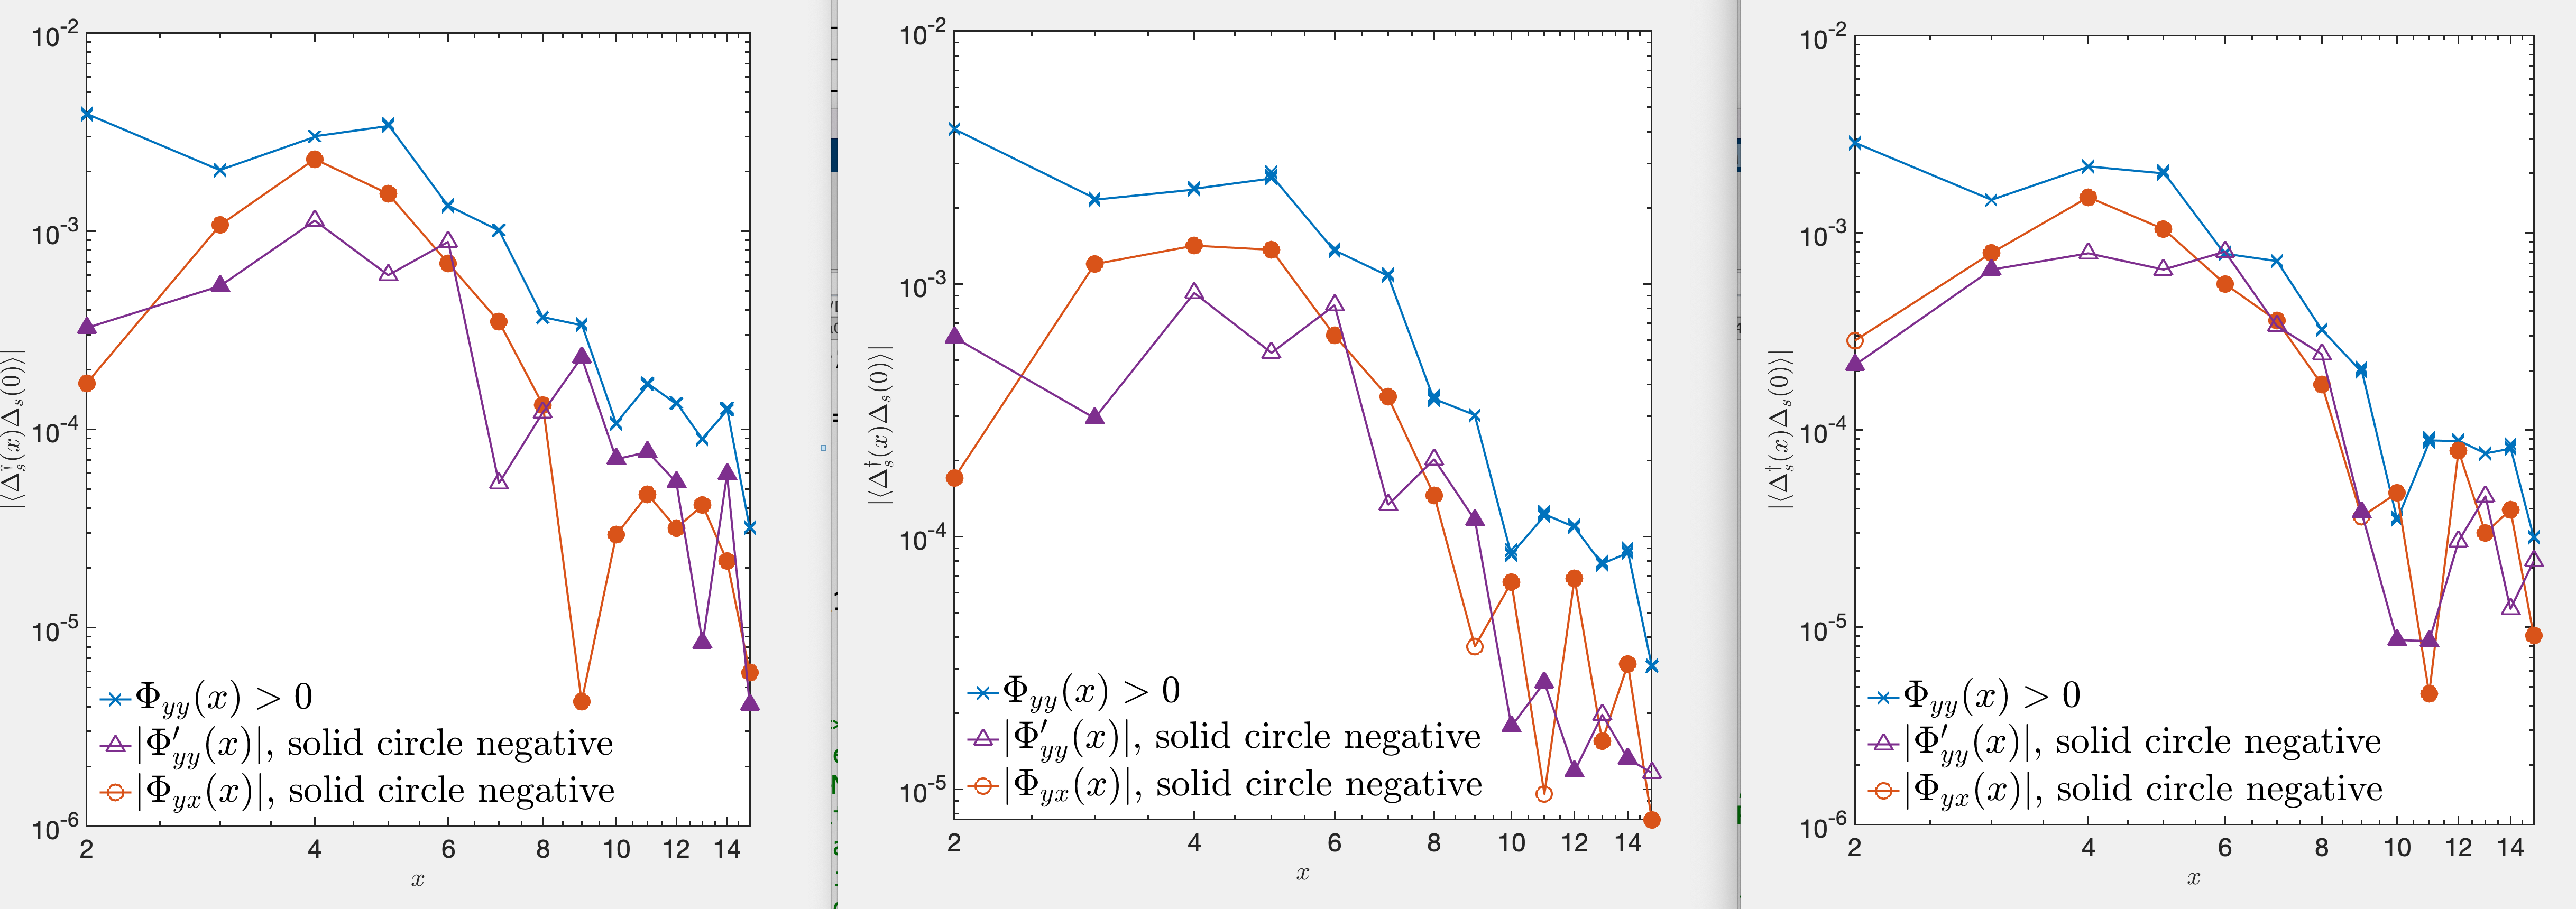 10^-2
10^-3
10^-4
10^-5
10^-6
|⟨Δ_s^†(x)Δ_s(0)⟩|
Φ_yy(x) > 0
|Φ′_yy(x)|, solid circle negative
|Φ_yx(x)|, solid circle negative
2 4 6 8 10 12 14
x
10^-2
10^-3
10^-4
10^-5
|⟨Δ_s^†(x)Δ_s(0)⟩|
Φ_yy(x) > 0
|Φ′_yy(x)|, solid circle negative
|Φ_yx(x)|, solid circle negative
2 4 6 8 10 12 14
x
10^-2
10^-3
10^-4
10^-5
10^-6
|⟨Δ_s^†(x)Δ_s(0)⟩|
Φ_yy(x) > 0
|Φ′_yy(x)|, solid circle negative
|Φ_yx(x)|, solid circle negative
2 4 6 8 10 12 14
x